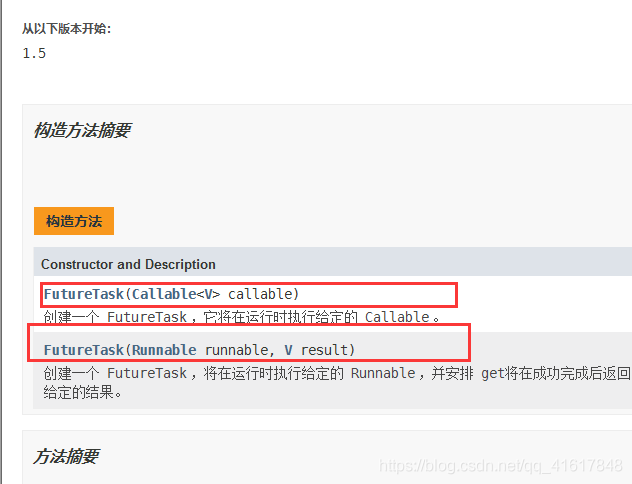 从以下版本开始：
1.5
构造方法摘要
构造方法
Constructor and Description
FutureTask(Callable<V> callable)
创建一个 FutureTask，它将在运行时执行给定的 Callable。
FutureTask(Runnable runnable, V result)
创建一个 FutureTask，将在运行时执行给定的 Runnable，并安排 get将在成功完成后返回
给定的结果。
方法摘要
https://blog.csdn.net/qq_41617848